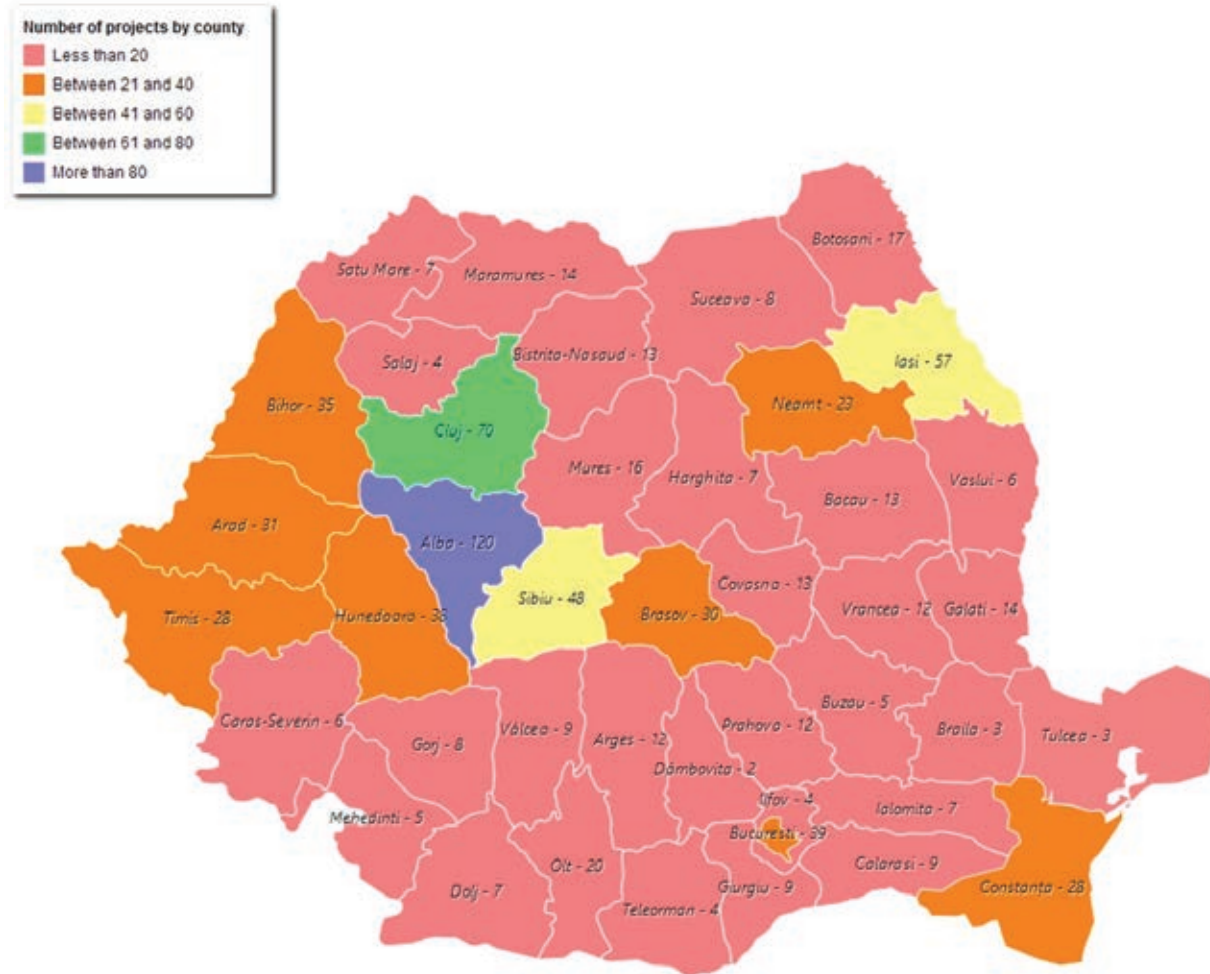 Number of projects by county
Less than 20
Between 21 and 40
Between 41 and 60
Between 61 and 80
More than 80
Botosani - 17
Satu Mare - 7
Maramures - 14
Suceava - 8
Iasi - 57
Salaj - 4
Bistrita-Nasaud - 13
Bihor - 35
Neamt - 23
Cluj - 70
Mures - 16
Harghita - 7
Bacau - 13
Vaslui - 6
Arad - 31
Alba - 120
Covasna - 13
Sibiu - 48
Timis - 28
Hunedoara - 38
Brasov - 30
Vrancea - 12
Galati - 14
Caras-Severin - 6
Gorj - 8
Vâlcea - 9
Arges - 12
Prahova - 12
Buzau - 5
Braila - 3
Tulcea - 3
Dâmbovita - 2
Ilfov - 4
Ialomita - 7
Mehedinti - 5
Bucuresti - 39
Calarasi - 9
Dolj - 7
Olt - 20
Giurgiu - 9
Constanța - 28
Teleorman - 4